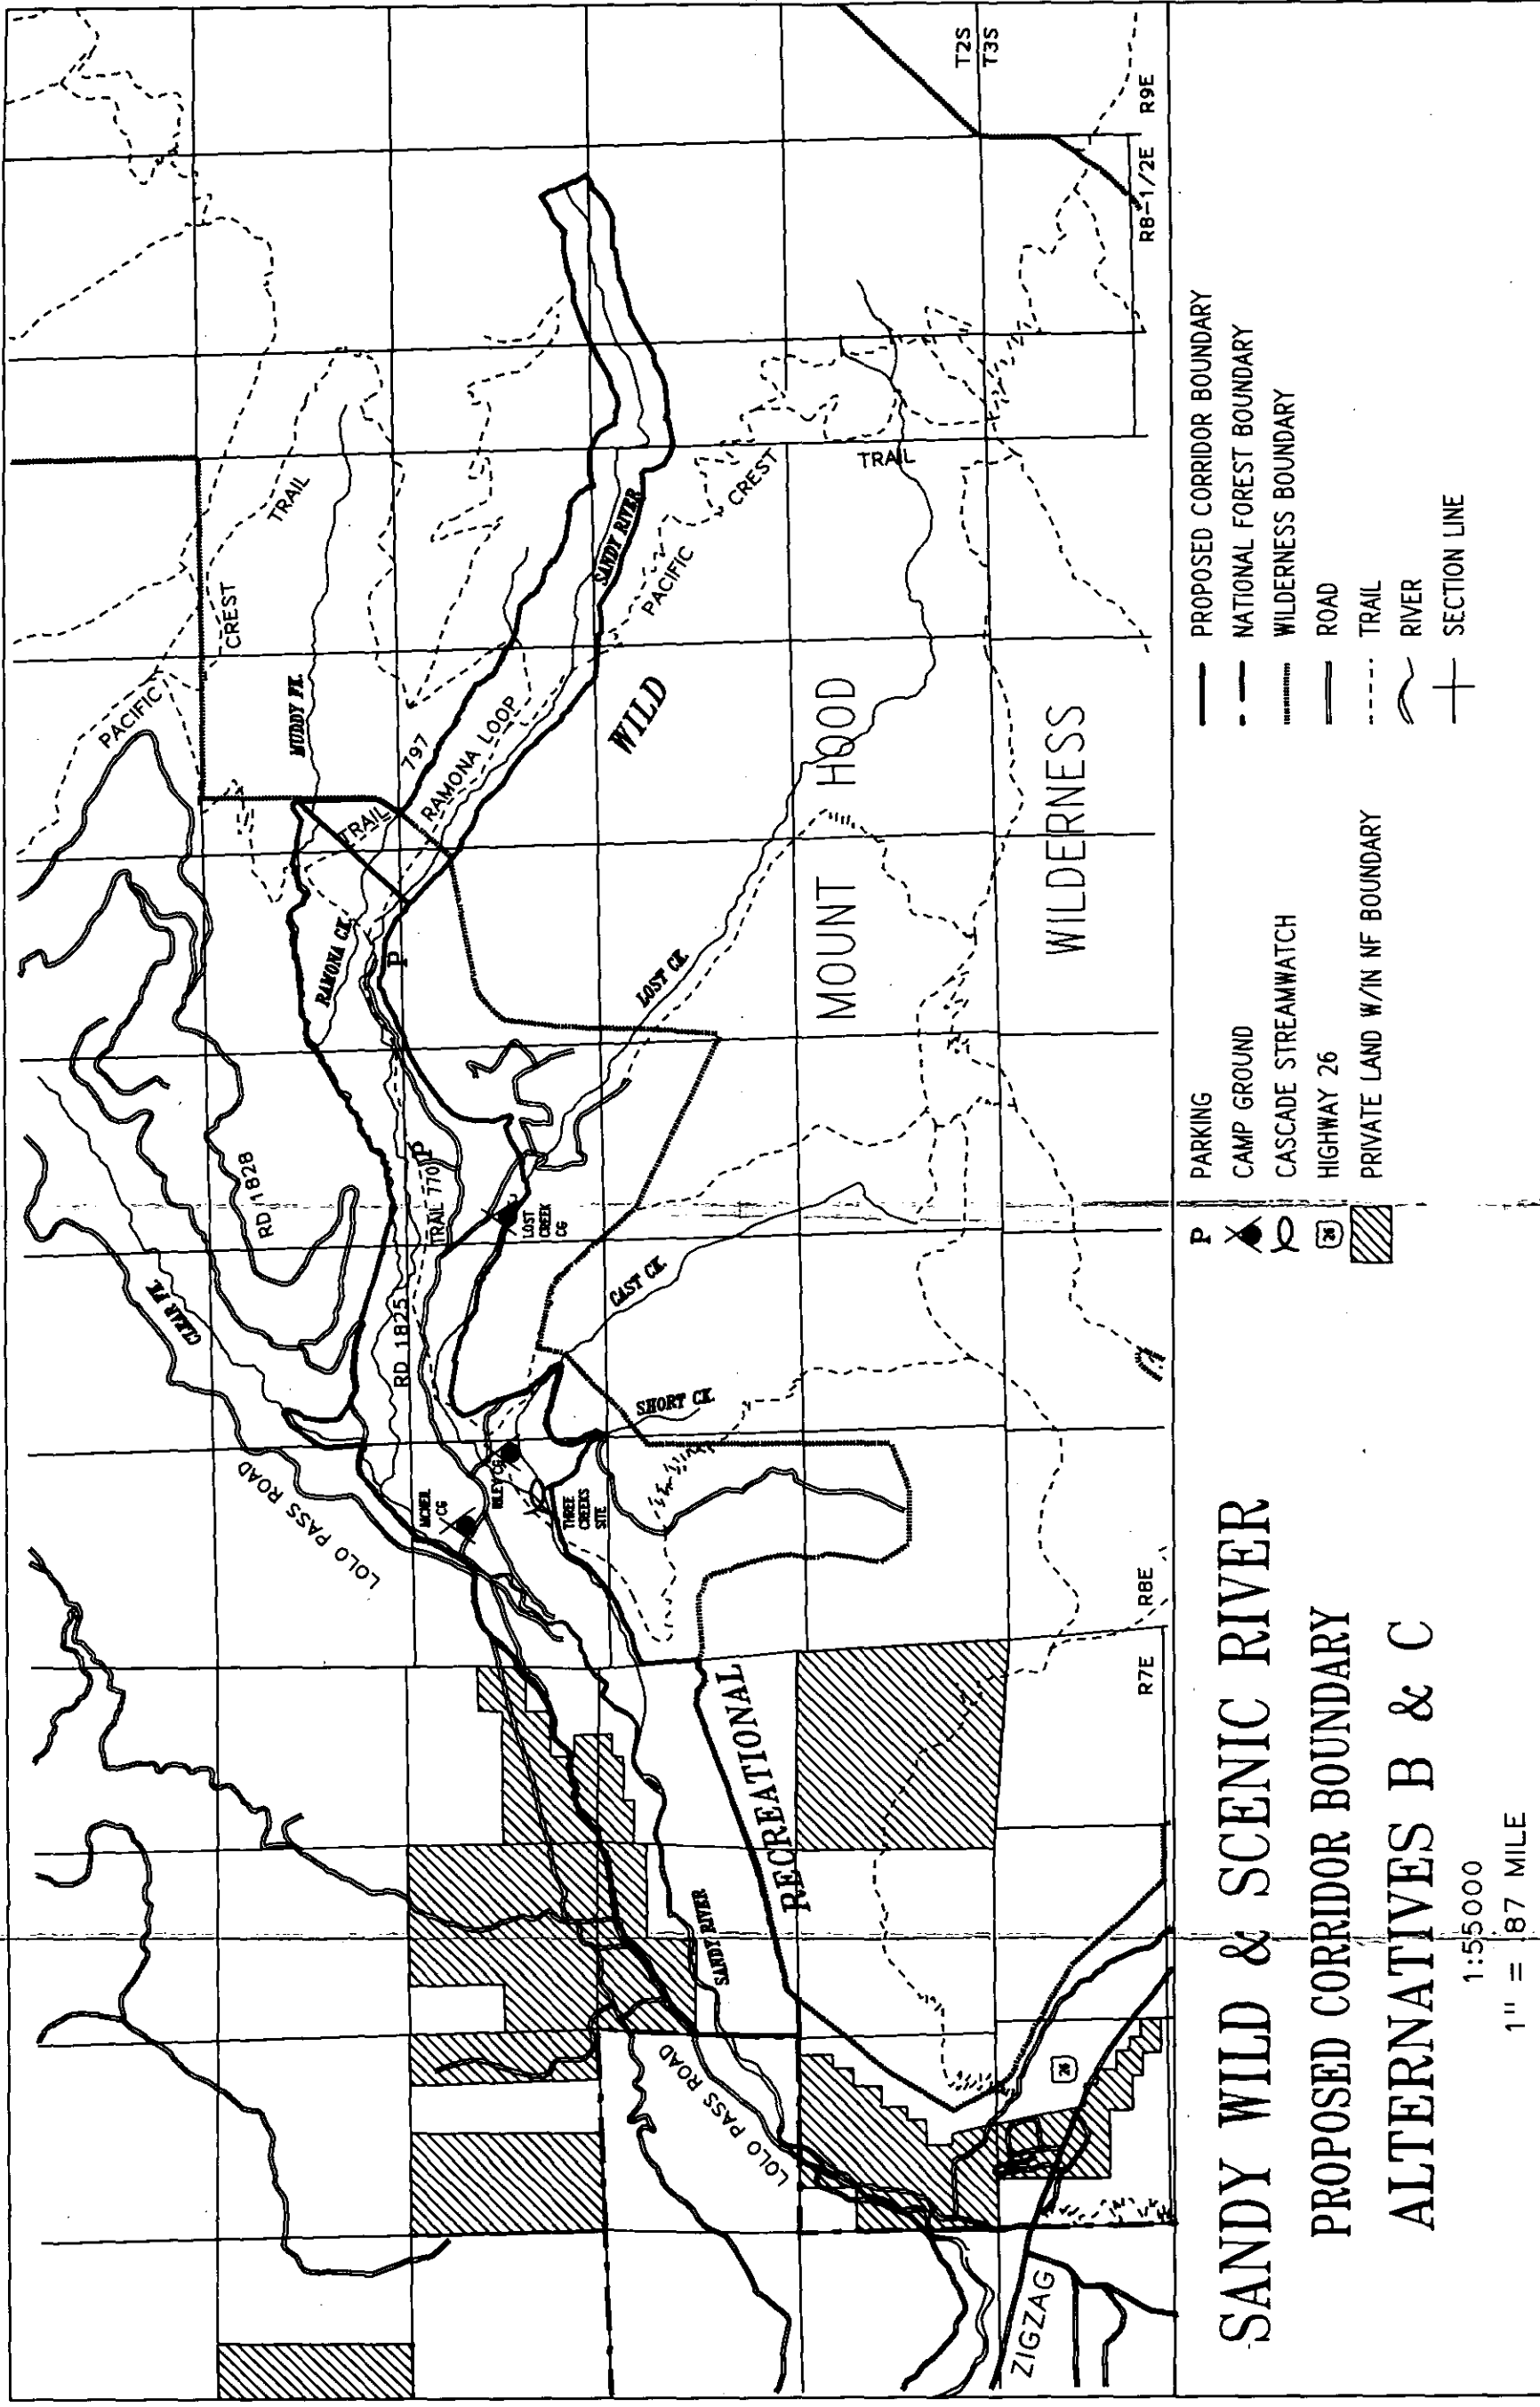 T2S
T3S
R9E
R8-1/2E
PACIFIC
CREST
TRAIL
MUDDY FK.
797
TRAIL
RAMONA LOOP
SANDY RIVER
PACIFIC
CREST
TRAIL
WILD
MOUNT HOOD
WILDERNESS
RAMONA CK.
P
LOST CK.
P
TRAIL 770
RD 1828
RD 1825
LOST
CREEK
CG
CLEAR FK.
CAST CK.
SHORT CK.
LOLO PASS ROAD
MCNEIL
CG
RILEY CG
THREE
CREEKS
SITE
R8E
R7E
RECREATIONAL
SANDY RIVER
LOLO PASS ROAD
26
ZIGZAG
SANDY WILD & SCENIC RIVER
PROPOSED CORRIDOR BOUNDARY
ALTERNATIVES B & C
1:55000
1" = .87 MILE
P PARKING
CAMP GROUND
CASCADE STREAMWATCH
26 HIGHWAY 26
PRIVATE LAND W/IN NF BOUNDARY
PROPOSED CORRIDOR BOUNDARY
NATIONAL FOREST BOUNDARY
WILDERNESS BOUNDARY
ROAD
TRAIL
RIVER
SECTION LINE